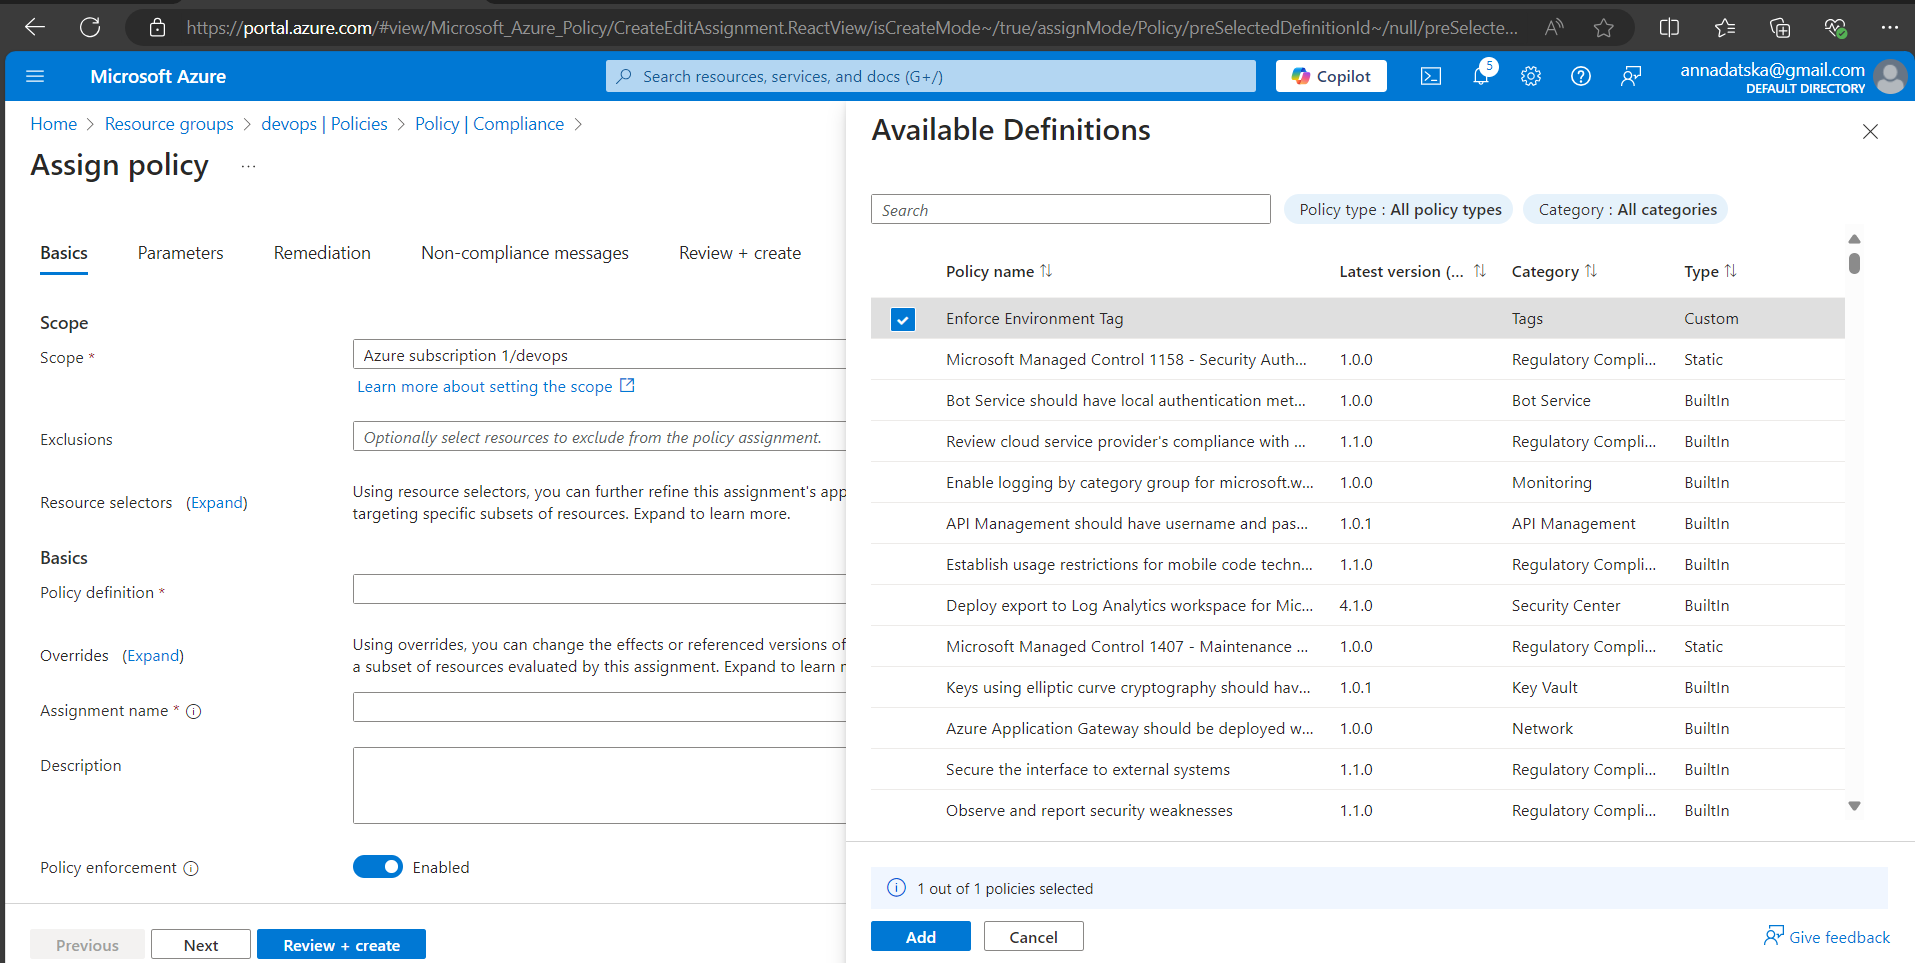 https://portal.azure.com/#view/Microsoft_Azure_Policy/CreateEditAssignment.ReactView/isCreateMode~/true/assignMode/Policy/preSelectedDefinitionId~/null/preSelecte...
Microsoft Azure
Search resources, services, and docs (G+/)
Copilot
5
annadatska@gmail.com
DEFAULT DIRECTORY
Home > Resource groups > devops | Policies > Policy | Compliance >
Assign policy ...
Basics
Parameters
Remediation
Non-compliance messages
Review + create
Scope
Scope *
Azure subscription 1/devops
Learn more about setting the scope
Exclusions
Optionally select resources to exclude from the policy assignment.
Resource selectors (Expand)
Using resource selectors, you can further refine this assignment's app
targeting specific subsets of resources. Expand to learn more.
Basics
Policy definition *
Overrides (Expand)
Using overrides, you can change the effects or referenced versions of
a subset of resources evaluated by this assignment. Expand to learn
Assignment name *
Description
Policy enforcement
Enabled
Previous
Next
Review + create
Available Definitions
Search
Policy type : All policy types
Category : All categories
Policy name Latest version (... Category Type
Enforce Environment Tag Tags Custom
Microsoft Managed Control 1158 - Security Auth... 1.0.0 Regulatory Compli... Static
Bot Service should have local authentication met... 1.0.0 Bot Service BuiltIn
Review cloud service provider's compliance with ... 1.1.0 Regulatory Compli... BuiltIn
Enable logging by category group for microsoft.w... 1.0.0 Monitoring BuiltIn
API Management should have username and pas... 1.0.1 API Management BuiltIn
Establish usage restrictions for mobile code techn... 1.1.0 Regulatory Compli... BuiltIn
Deploy export to Log Analytics workspace for Mic... 4.1.0 Security Center BuiltIn
Microsoft Managed Control 1407 - Maintenance ... 1.0.0 Regulatory Compli... Static
Keys using elliptic curve cryptography should hav... 1.0.1 Key Vault BuiltIn
Azure Application Gateway should be deployed w... 1.0.0 Network BuiltIn
Secure the interface to external systems 1.1.0 Regulatory Compli... BuiltIn
Observe and report security weaknesses 1.1.0 Regulatory Compli... BuiltIn
1 out of 1 policies selected
Add
Cancel
Give feedback